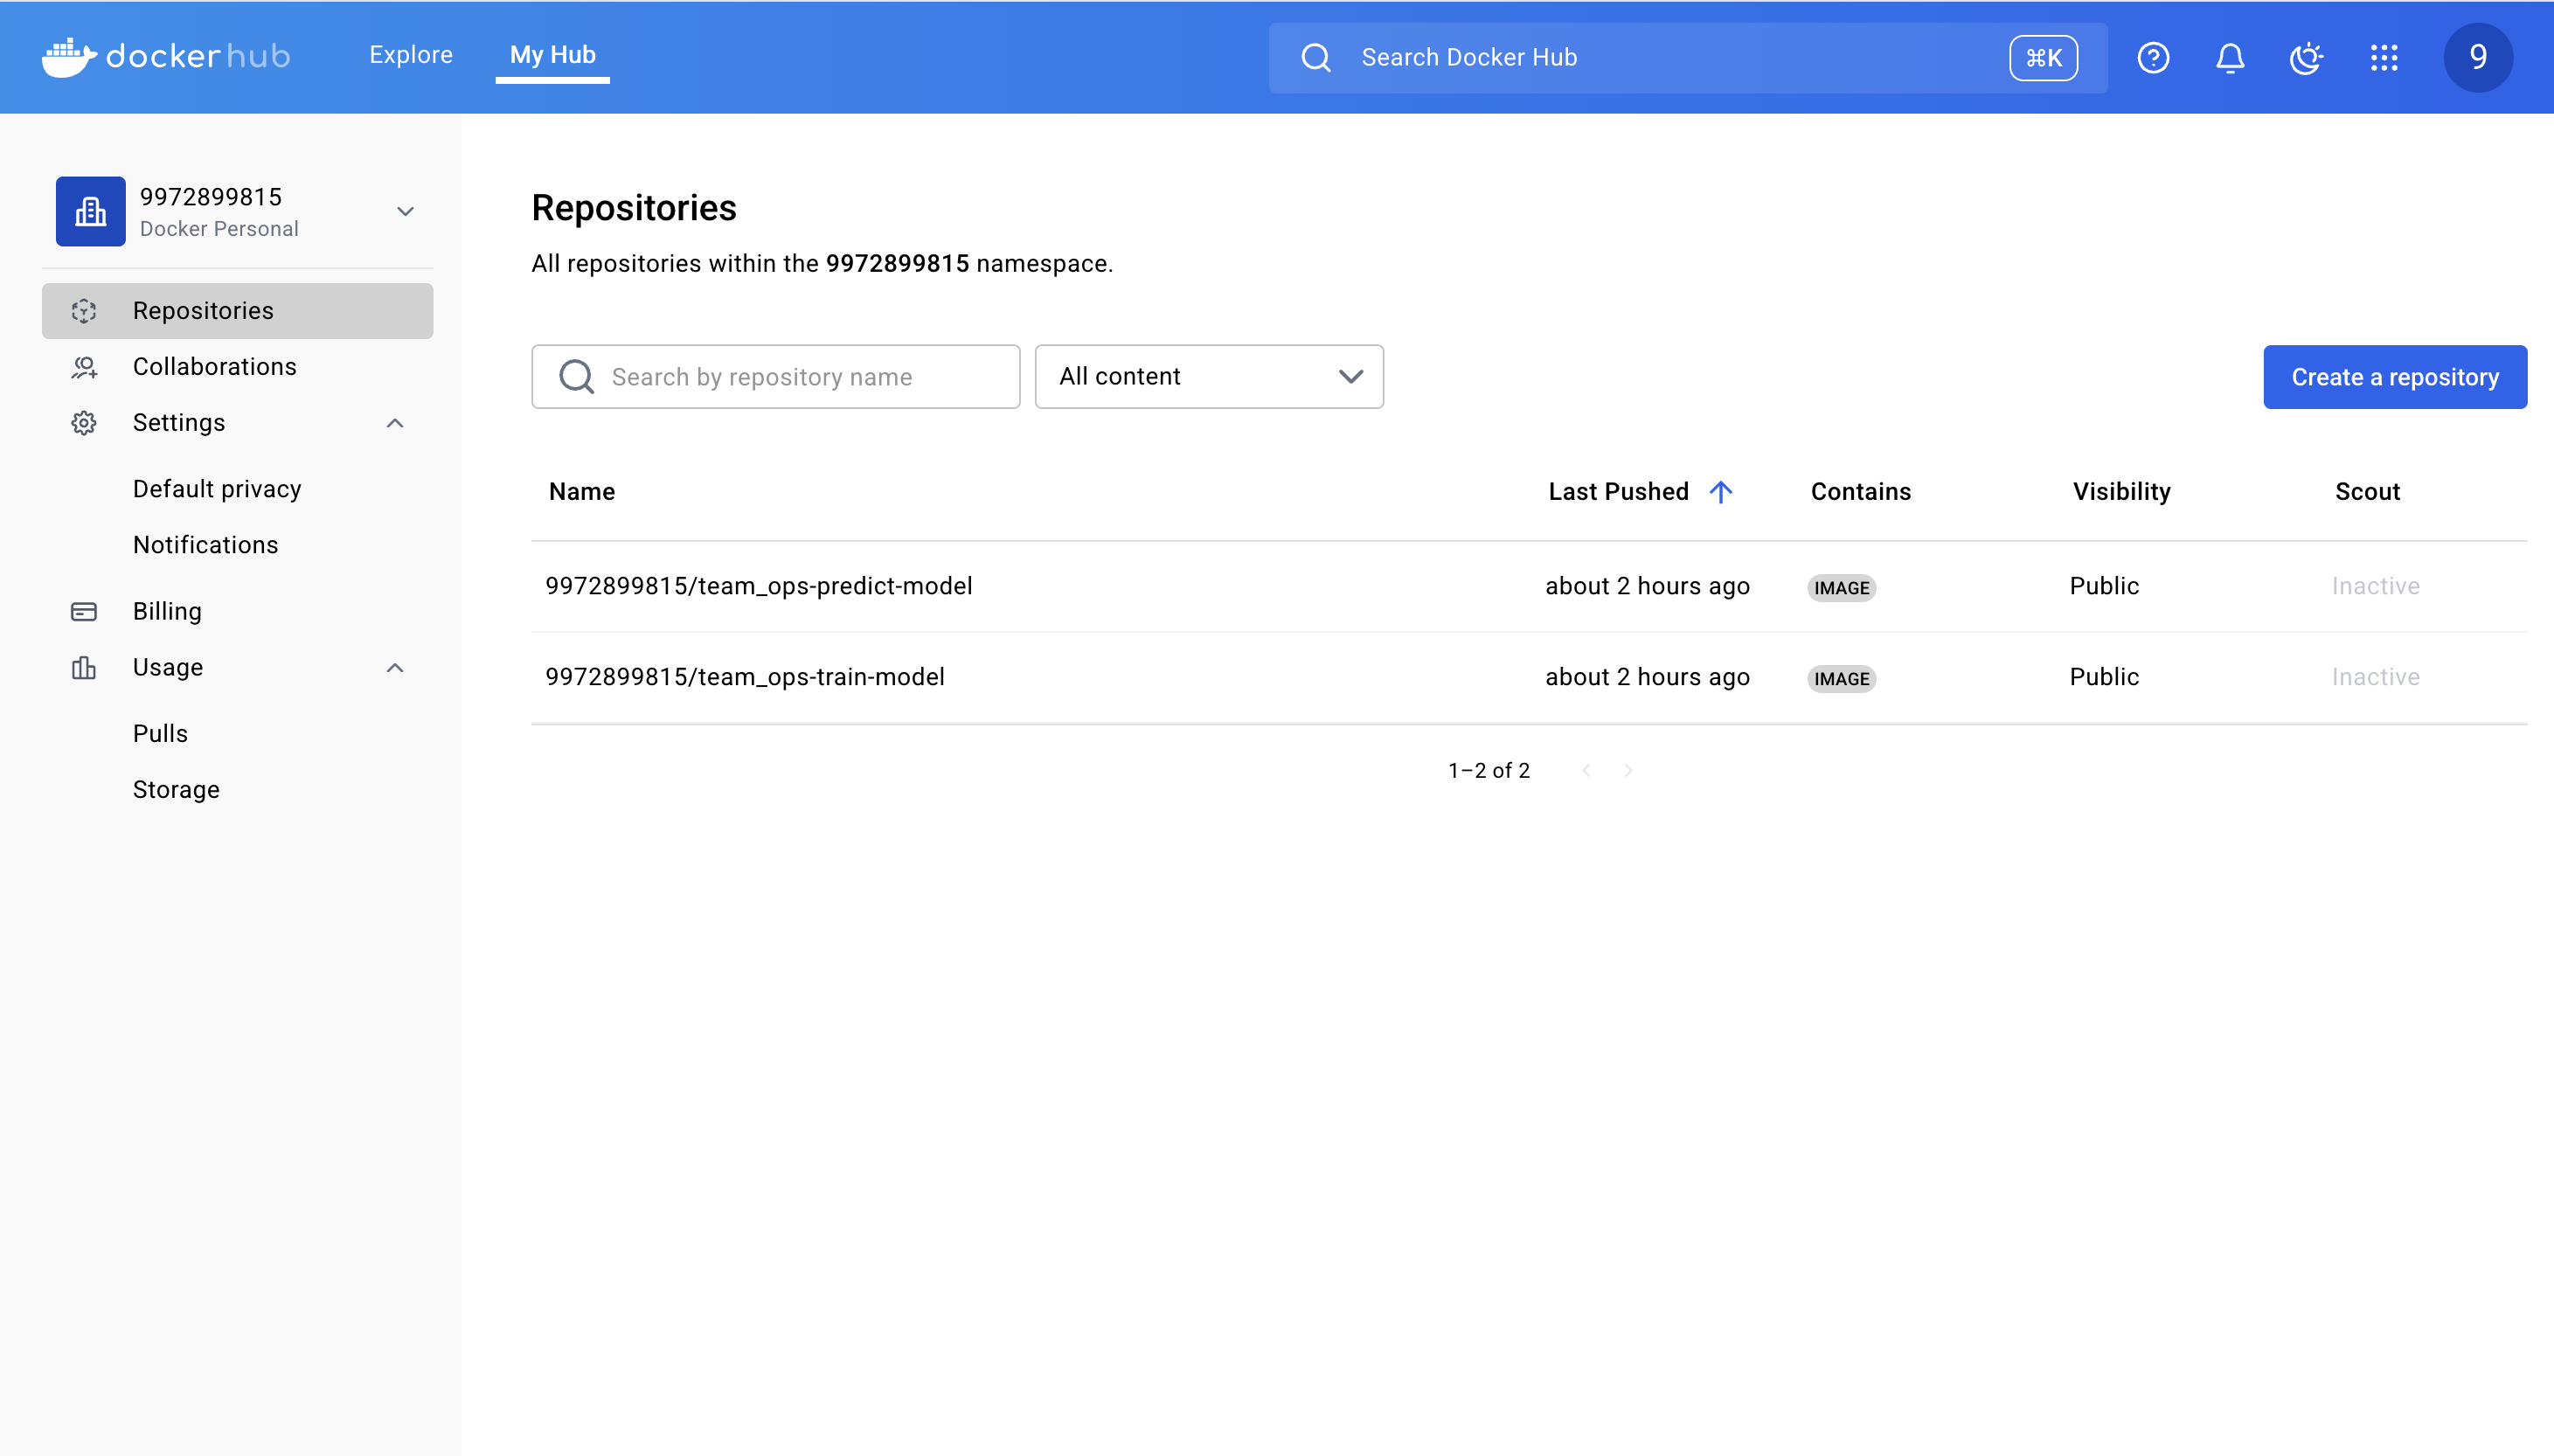 dockerhub
Explore
My Hub
Search Docker Hub
⌘K
9
9972899815
Docker Personal
Repositories
Collaborations
Settings
Default privacy
Notifications
Billing
Usage
Pulls
Storage
Repositories
All repositories within the 9972899815 namespace.
Search by repository name
All content
Create a repository
Name Last Pushed Contains Visibility Scout
9972899815/team_ops-predict-model about 2 hours ago IMAGE Public Inactive
9972899815/team_ops-train-model about 2 hours ago IMAGE Public Inactive
1–2 of 2